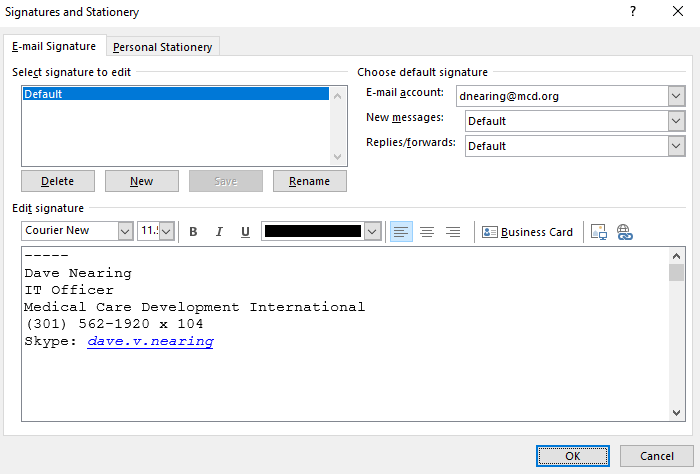 Signatures and Stationery
E-mail Signature
Personal Stationery
Select signature to edit
Default
Delete
New
Save
Rename
Choose default signature
E-mail account:
dnearing@mcd.org
New messages:
Default
Replies/forwards:
Default
Edit signature
Courier New
11.5
B
I
U
Business Card
-----
Dave Nearing
IT Officer
Medical Care Development International
(301) 562-1920 x 104
Skype: dave.v.nearing
OK
Cancel